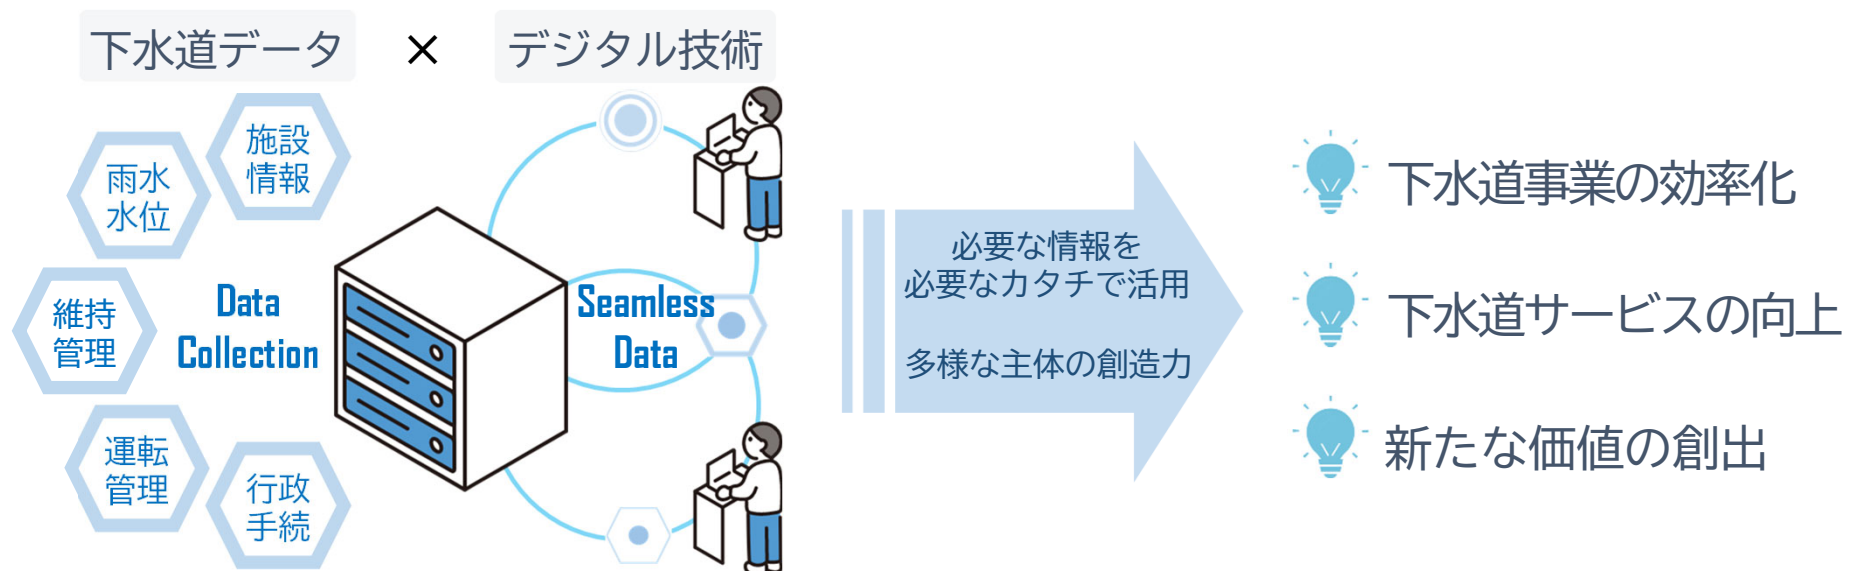 下水道データ × デジタル技術
施設
情報
雨水
水位
維持
管理
運転
管理
行政
手続
Data
Collection
Seamless
Data
必要な情報を
必要なカタチで活用
多様な主体の創造力
下水道事業の効率化
下水道サービスの向上
新たな価値の創出